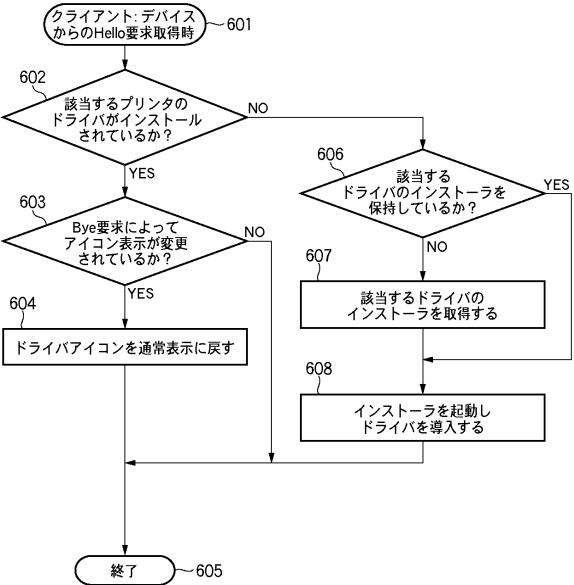 クライアント:デバイス
からのHello要求取得時
601
602
該当するプリンタの
ドライバがインストール
されているか?
NO
YES
603
Bye要求によって
アイコン表示が変更
されているか?
NO
YES
604
ドライバアイコンを通常表示に戻す
606
該当する
ドライバのインストーラを
保持しているか?
YES
NO
607
該当するドライバの
インストーラを取得する
608
インストーラを起動し
ドライバを導入する
終了
605